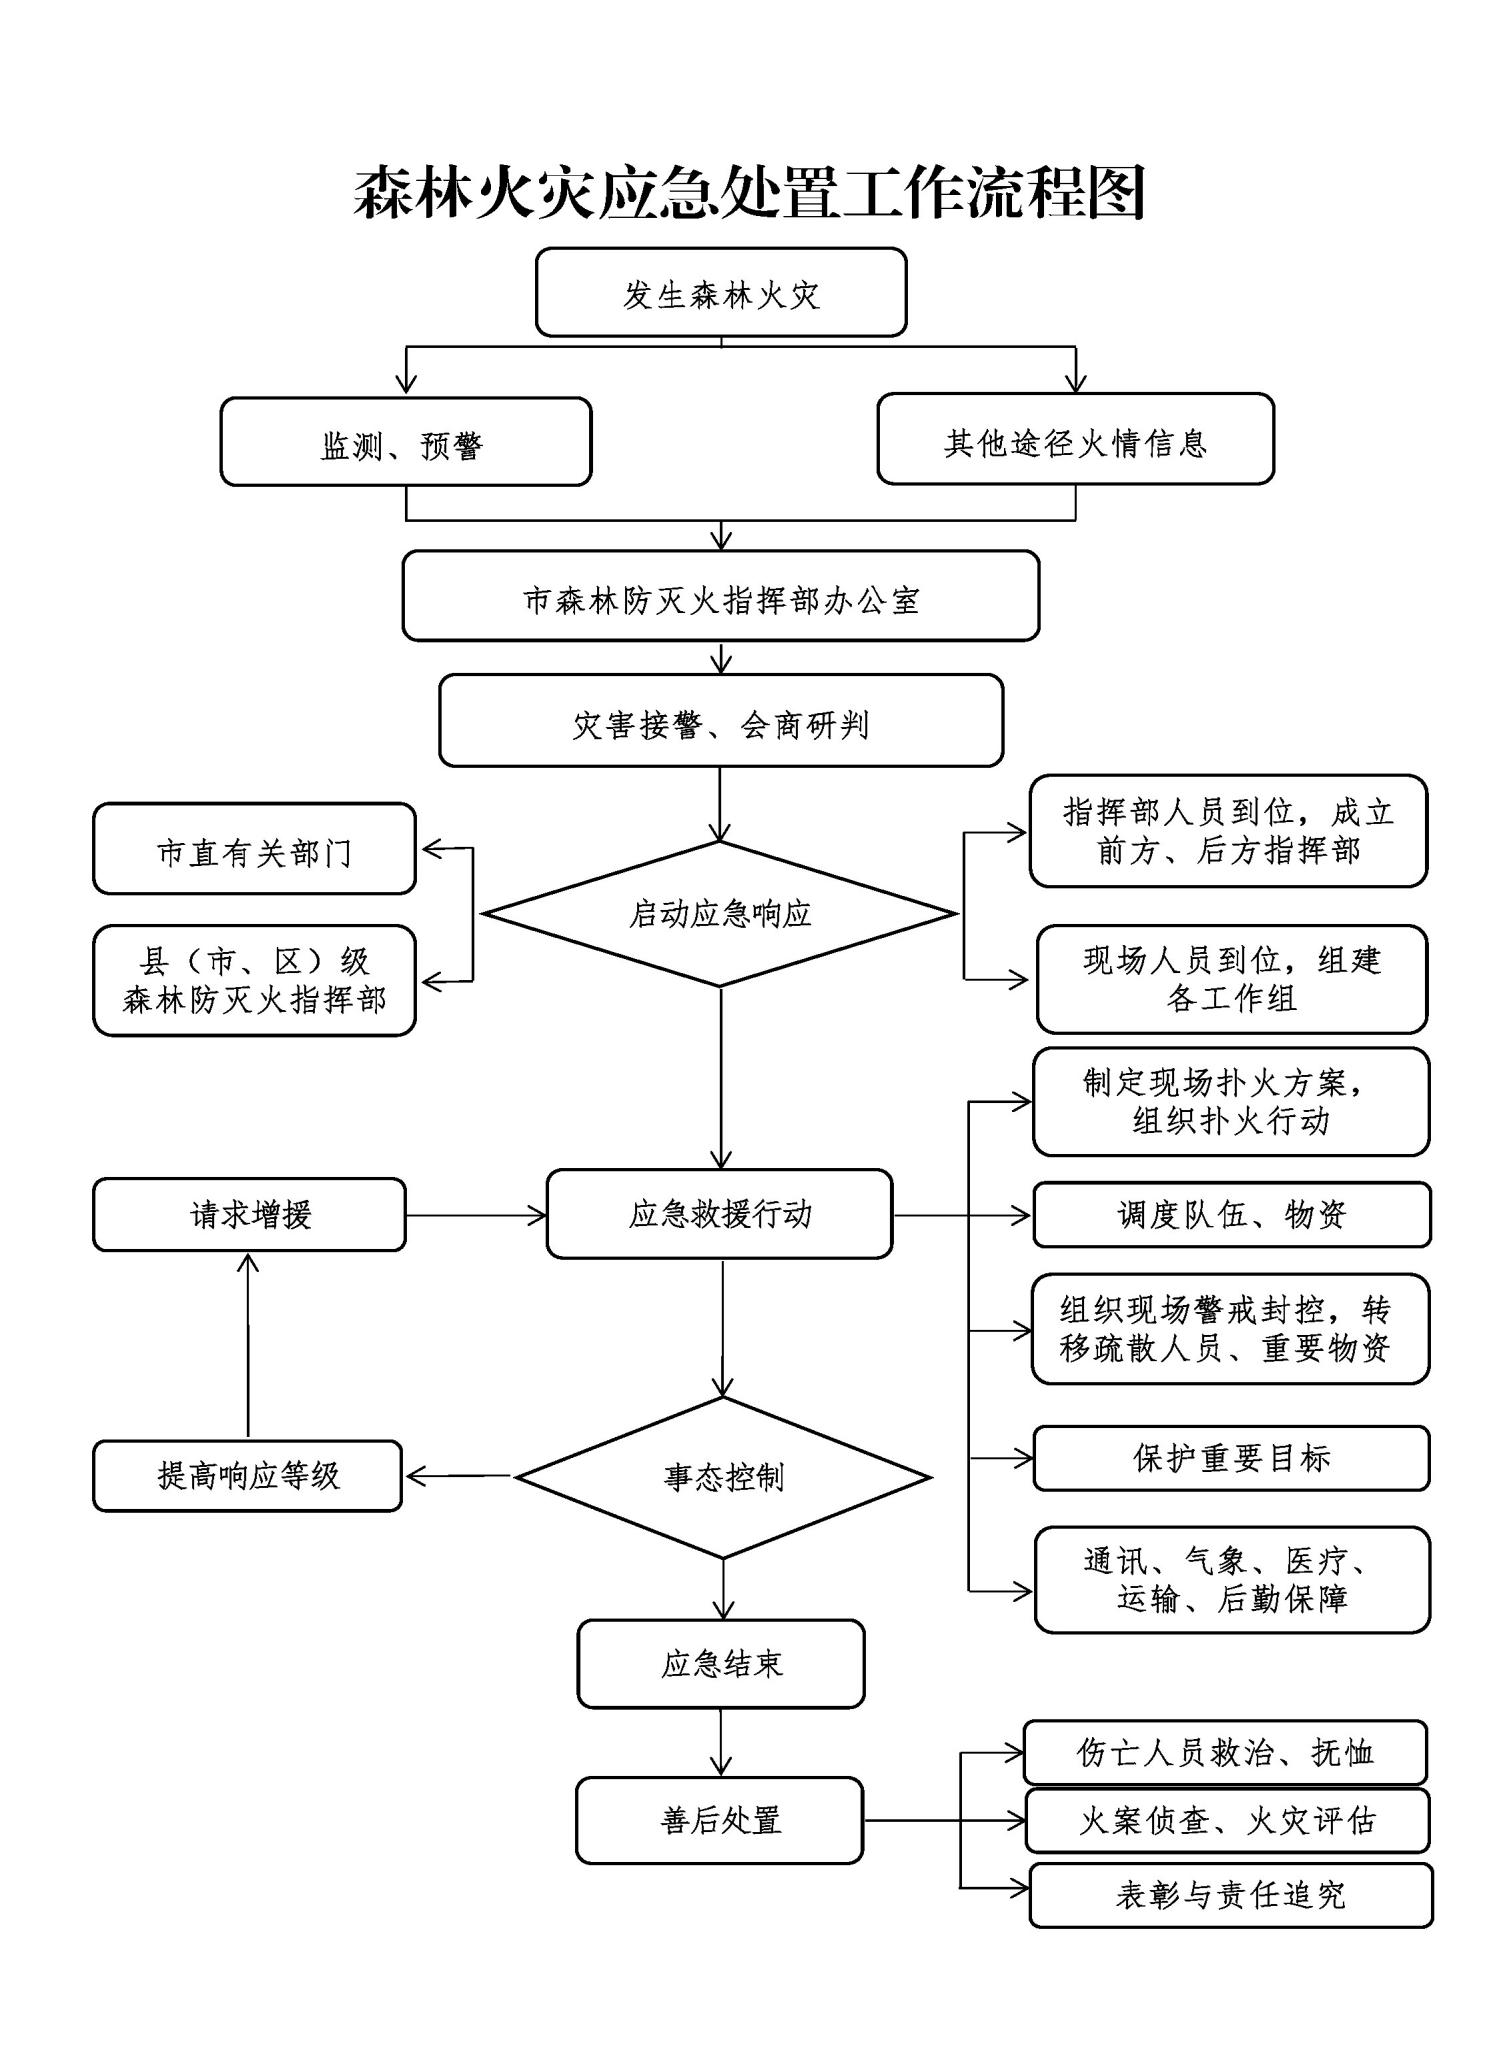 森林火灾应急处置工作流程图
发生森林火灾
监测、预警
其他途径火情信息
市森林防灭火指挥部办公室
灾害接警、会商研判
市直有关部门
县（市、区）级
森林防灭火指挥部
启动应急响应
指挥部人员到位，成立
前方、后方指挥部
现场人员到位，组建
各工作组
制定现场扑火方案，
组织扑火行动
请求增援
应急救援行动
调度队伍、物资
组织现场警戒封控，转
移疏散人员、重要物资
提高响应等级
事态控制
保护重要目标
通讯、气象、医疗、
运输、后勤保障
应急结束
善后处置
伤亡人员救治、抚恤
火案侦查、火灾评估
表彰与责任追究